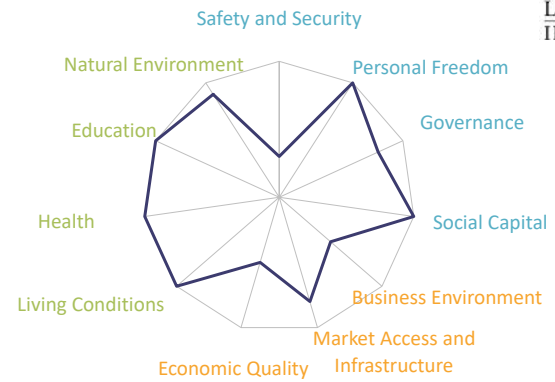 Safety and Security
Natural Environment
Personal Freedom
Education
Governance
Health
Social Capital
Living Conditions
Business Environment
Market Access and
Infrastructure
Economic Quality